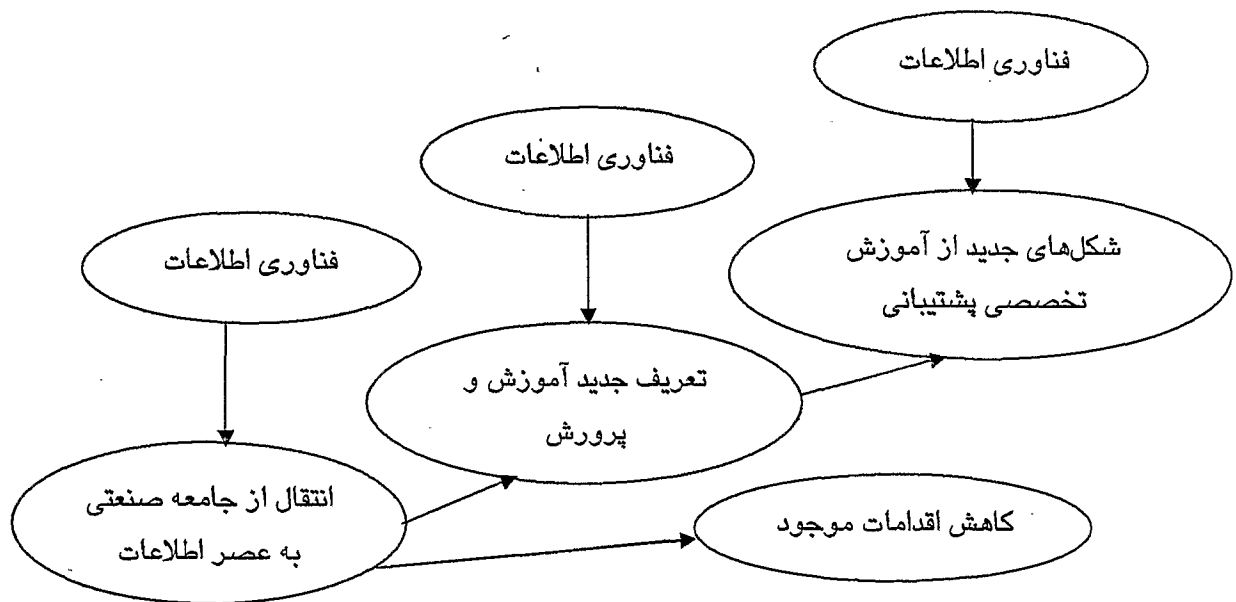 فناوری اطلاعات
فناوری اطلاعات
فناوری اطلاعات
شکل‌های جدید از آموزش
تخصصی پشتیبانی
تعریف جدید آموزش و
پرورش
انتقال از جامعه صنعتی
به عصر اطلاعات
کاهش اقدامات موجود